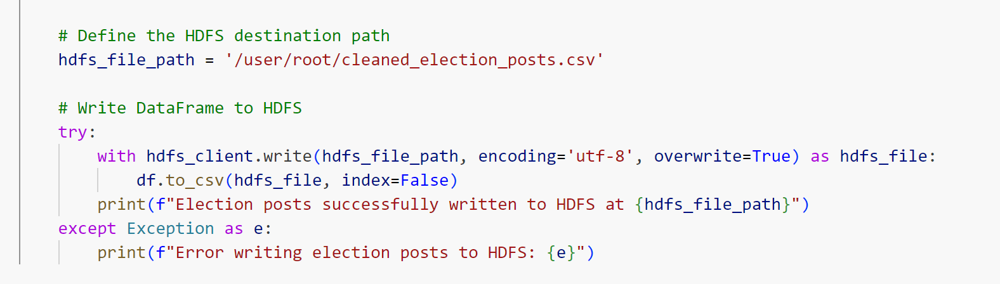 # Define the HDFS destination path
hdfs_file_path = '/user/root/cleaned_election_posts.csv'
# Write DataFrame to HDFS
try:
with hdfs_client.write(hdfs_file_path, encoding='utf-8', overwrite=True) as hdfs_file:
df.to_csv(hdfs_file, index=False)
print(f"Election posts successfully written to HDFS at {hdfs_file_path}")
except Exception as e:
print(f"Error writing election posts to HDFS: {e}")